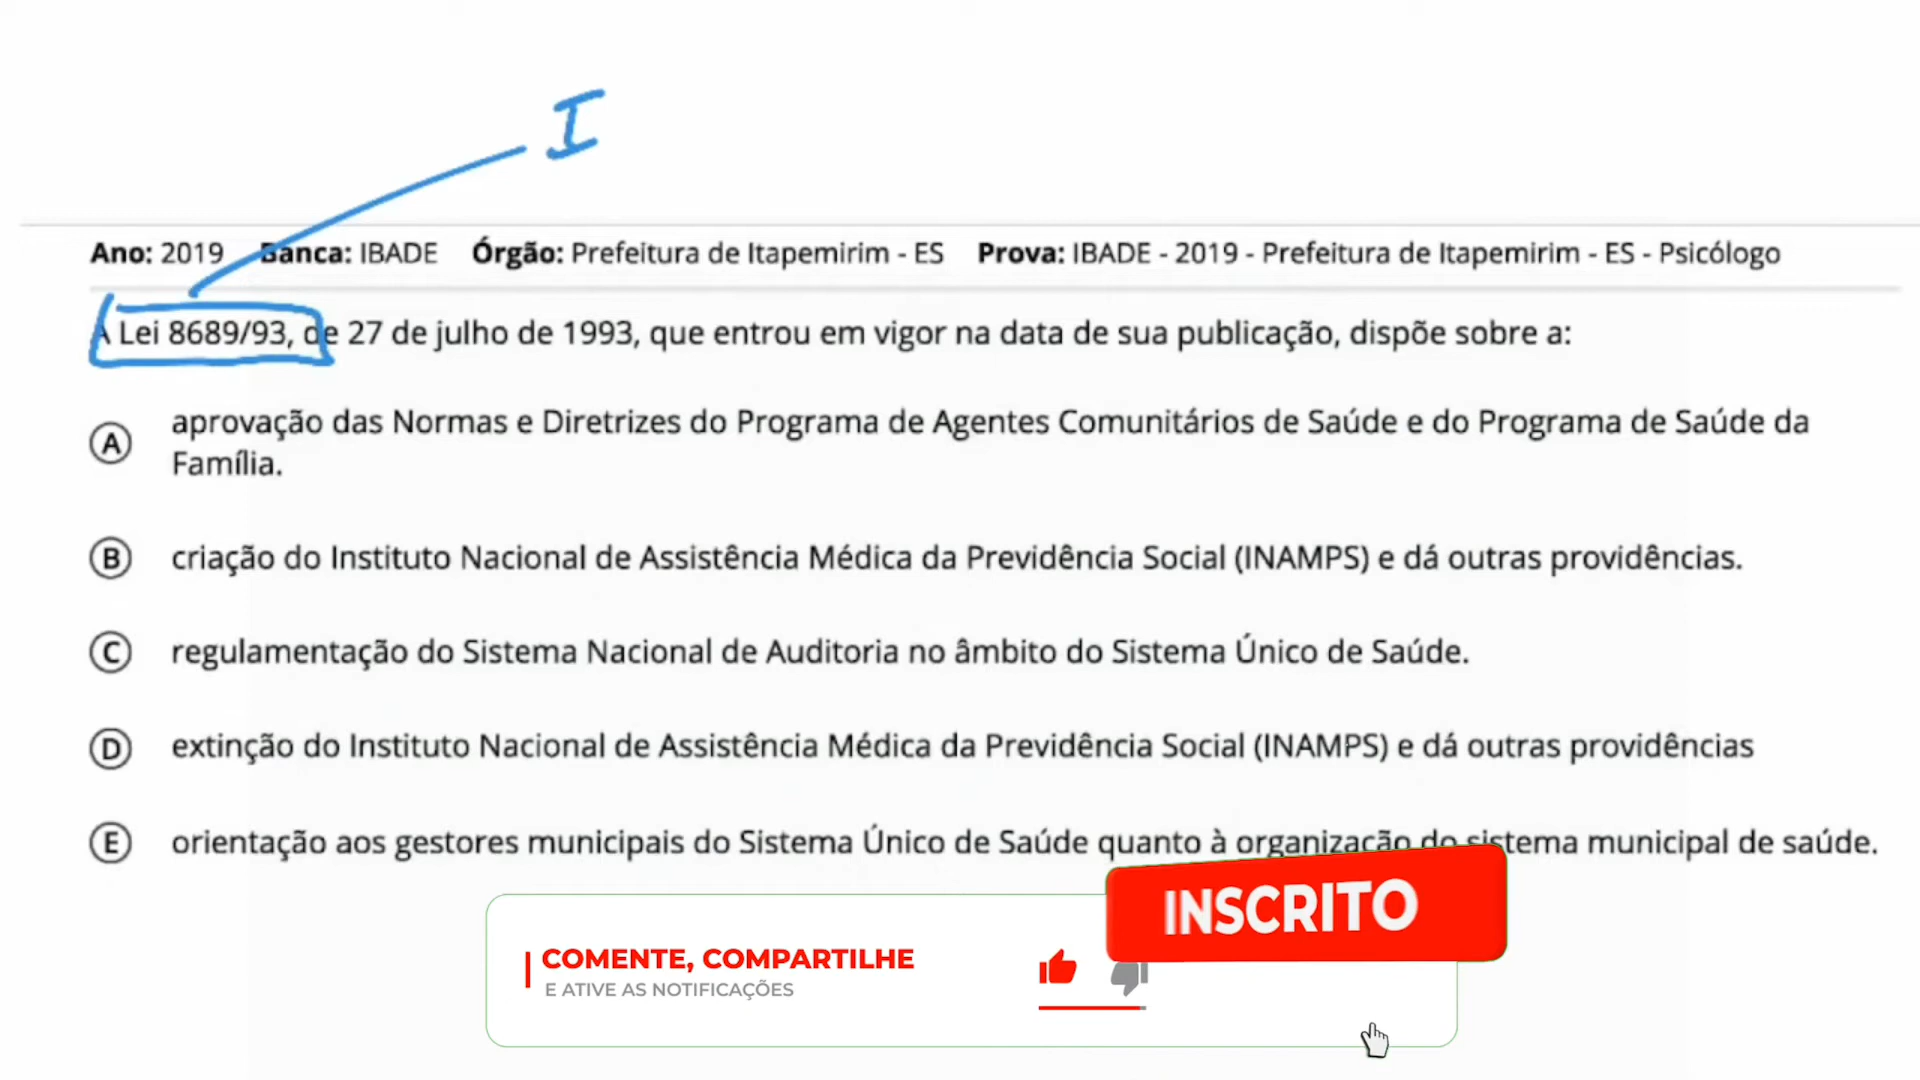 I
Ano: 2019 Banca: IBADE Órgão: Prefeitura de Itapemirim - ES Prova: IBADE - 2019 - Prefeitura de Itapemirim - ES - Psicólogo
A Lei 8689/93, de 27 de julho de 1993, que entrou em vigor na data de sua publicação, dispõe sobre a:
A aprovação das Normas e Diretrizes do Programa de Agentes Comunitários de Saúde e do Programa de Saúde da
Família.
B criação do Instituto Nacional de Assistência Médica da Previdência Social (INAMPS) e dá outras providências.
C regulamentação do Sistema Nacional de Auditoria no âmbito do Sistema Único de Saúde.
D extinção do Instituto Nacional de Assistência Médica da Previdência Social (INAMPS) e dá outras providências
E orientação aos gestores municipais do Sistema Único de Saúde quanto à organização do sistema municipal de saúde.
INSCRITO
COMENTE, COMPARTILHE
E ATIVE AS NOTIFICAÇÕES